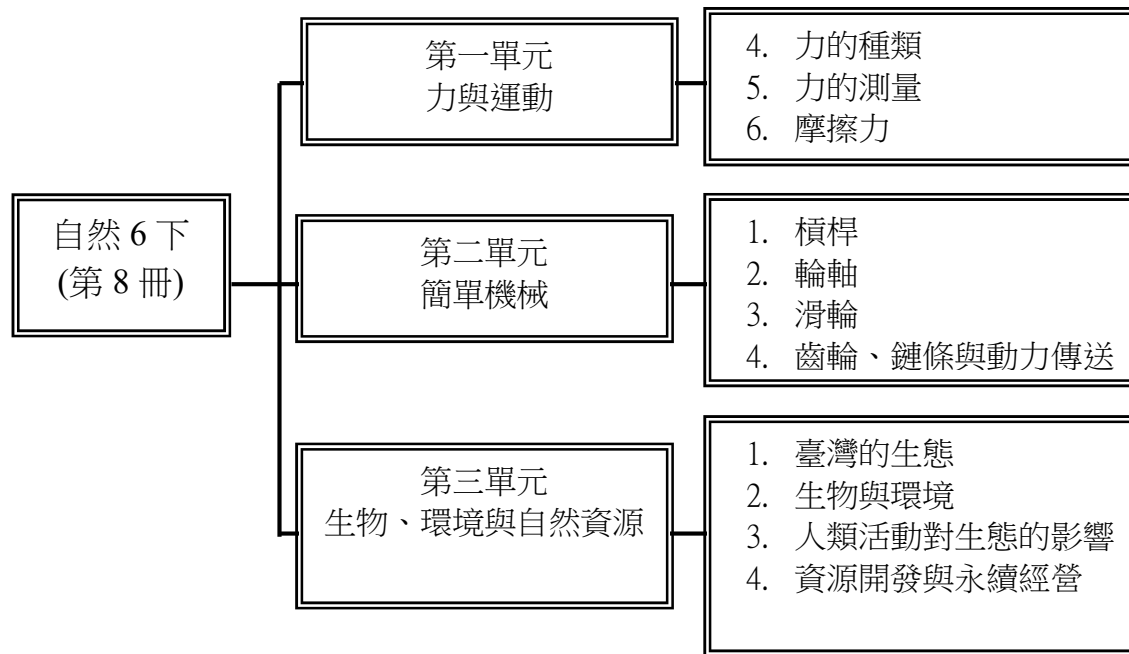 自然 6 下
(第 8 冊)
第一單元
力與運動
4. 力的種類
5. 力的測量
6. 摩擦力
第二單元
簡單機械
1. 槓桿
2. 輪軸
3. 滑輪
4. 齒輪、鏈條與動力傳送
第三單元
生物、環境與自然資源
1. 臺灣的生態
2. 生物與環境
3. 人類活動對生態的影響
4. 資源開發與永續經營